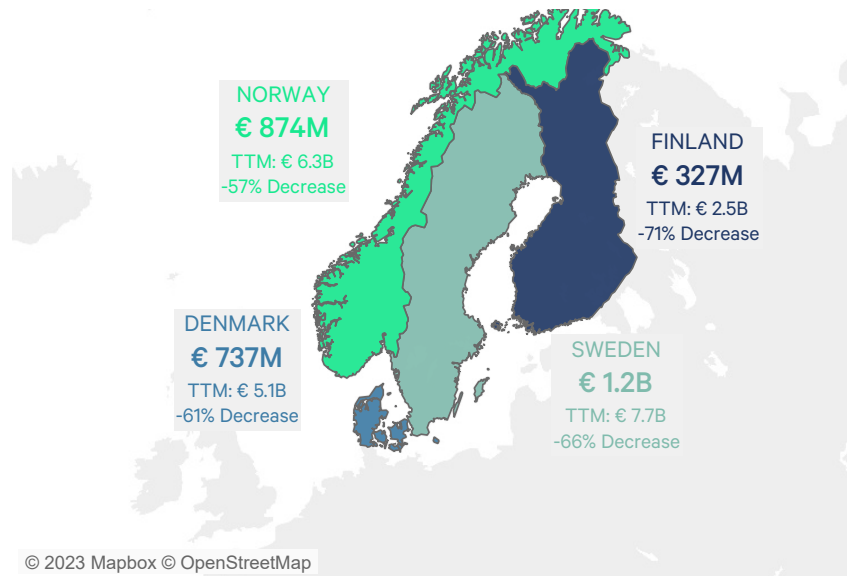 NORWAY
€ 874M
TTM: € 6.3B
-57% Decrease
FINLAND
€ 327M
TTM: € 2.5B
-71% Decrease
DENMARK
€ 737M
TTM: € 5.1B
-61% Decrease
SWEDEN
€ 1.2B
TTM: € 7.7B
-66% Decrease
© 2023 Mapbox © OpenStreetMap